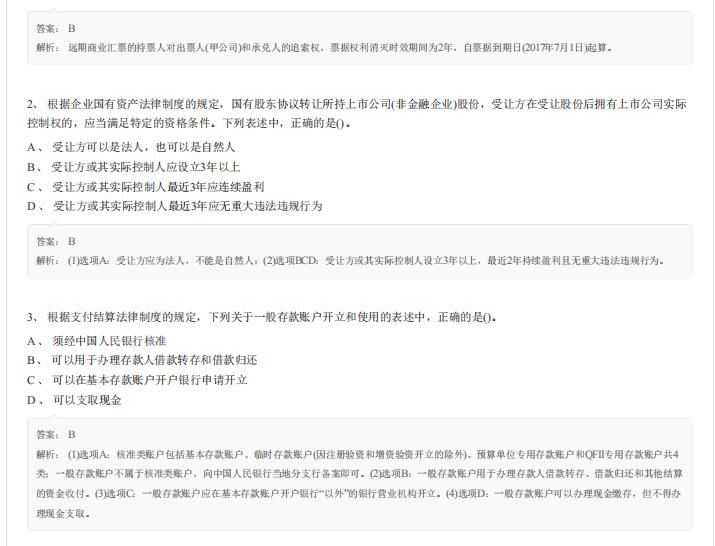 答案： B
解析： 远期商业汇票的持票人对出票人(甲公司)和承兑人的追索权，票据权利消灭时效期间为2年，自票据到期日(2017年7月1日)起算。
2、 根据企业国有资产法律制度的规定，国有股东协议转让所持上市公司(非金融企业)股份，受让方在受让股份后拥有上市公司实际
控制权的，应当满足特定的资格条件。下列表述中，正确的是()。
A 、 受让方可以是法人，也可以是自然人
B 、 受让方或其实际控制人应设立3年以上
C 、 受让方或其实际控制人最近3年应连续盈利
D 、 受让方或其实际控制人最近3年应无重大违法违规行为
答案： B
解析： (1)选项A：受让方应为法人，不能是自然人；(2)选项BCD：受让方或其实际控制人设立3年以上，最近2年持续盈利且无重大违法违规行为。
3、 根据支付结算法律制度的规定，下列关于一般存款账户开立和使用的表述中，正确的是()。
A 、 须经中国人民银行核准
B 、 可以用于办理存款人借款转存和借款归还
C 、 可以在基本存款账户开户银行申请开立
D 、 可以支取现金
答案： B
解析： (1)选项A：核准类账户包括基本存款账户、临时存款账户(因注册验资和增资验资开立的除外)、预算单位专用存款账户和QFII专用存款账户共4
类；一般存款账户不属于核准类账户，向中国人民银行当地分支行备案即可。(2)选项B：一般存款账户用于办理存款人借款转存、借款归还和其他结算
的资金收付。(3)选项C：一般存款账户应在基本存款账户开户银行“以外”的银行营业机构开立。(4)选项D：一般存款账户可以办理现金缴存，但不得办
理现金支取。